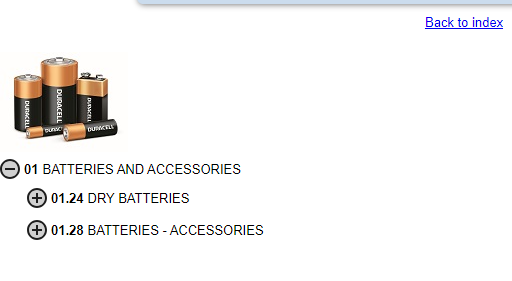 Back to index
DURACELL
DURACELL
DURACELL
DURACELL
01 BATTERIES AND ACCESSORIES
01.24 DRY BATTERIES
01.28 BATTERIES - ACCESSORIES